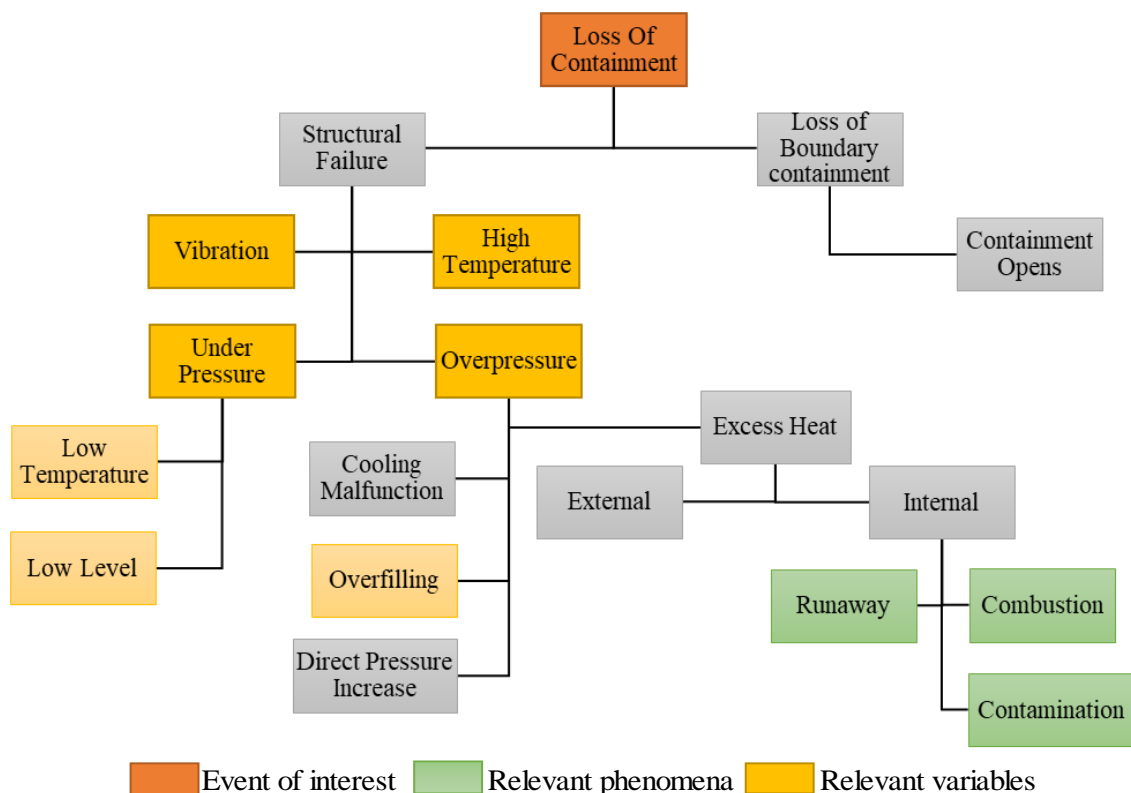 Loss Of
Containment
Structural
Failure
Loss of
Boundary
containment
Vibration
High
Temperature
Containment
Opens
Under
Pressure
Overpressure
Low
Temperature
Cooling
Malfunction
Excess Heat
External
Internal
Low Level
Overfilling
Runaway
Combustion
Direct Pressure
Increase
Contamination
Event of interest
Relevant phenomena
Relevant variables